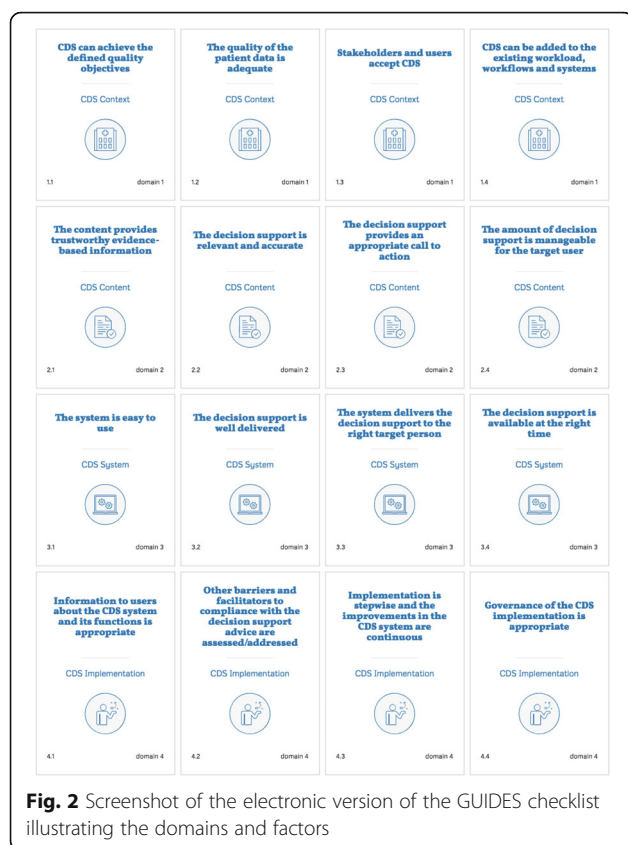 CDS can achieve the
defined quality
objectives
CDS Context
1.1 domain 1
The quality of the
patient data is
adequate
CDS Context
1.2 domain 1
Stakeholders and users
accept CDS
CDS Context
1.3 domain 1
CDS can be added to the
existing workload,
workflows and systems
CDS Context
1.4 domain 1
The content provides
trustworthy evidence-
based information
CDS Content
2.1 domain 2
The decision support is
relevant and accurate
CDS Content
2.2 domain 2
The decision support
provides an
appropriate call to
action
CDS Content
2.3 domain 2
The amount of decision
support is manageable
for the target user
CDS Content
2.4 domain 2
The system is easy to
use
CDS System
3.1 domain 3
The decision support is
well delivered
CDS System
3.2 domain 3
The system delivers the
decision support to the
right target person
CDS System
3.3 domain 3
The decision support is
available at the right
time
CDS System
3.4 domain 3
Information to users
about the CDS system
and its functions is
appropriate
CDS Implementation
4.1 domain 4
Other barriers and
facilitators to
compliance with the
decision support
advice are
assessed/addressed
CDS Implementation
4.2 domain 4
Implementation is
stepwise and the
improvements in the
CDS system are
continuous
CDS Implementation
4.3 domain 4
Governance of the CDS
implementation is
appropriate
CDS Implementation
4.4 domain 4
Fig. 2 Screenshot of the electronic version of the GUIDES checklist
illustrating the domains and factors